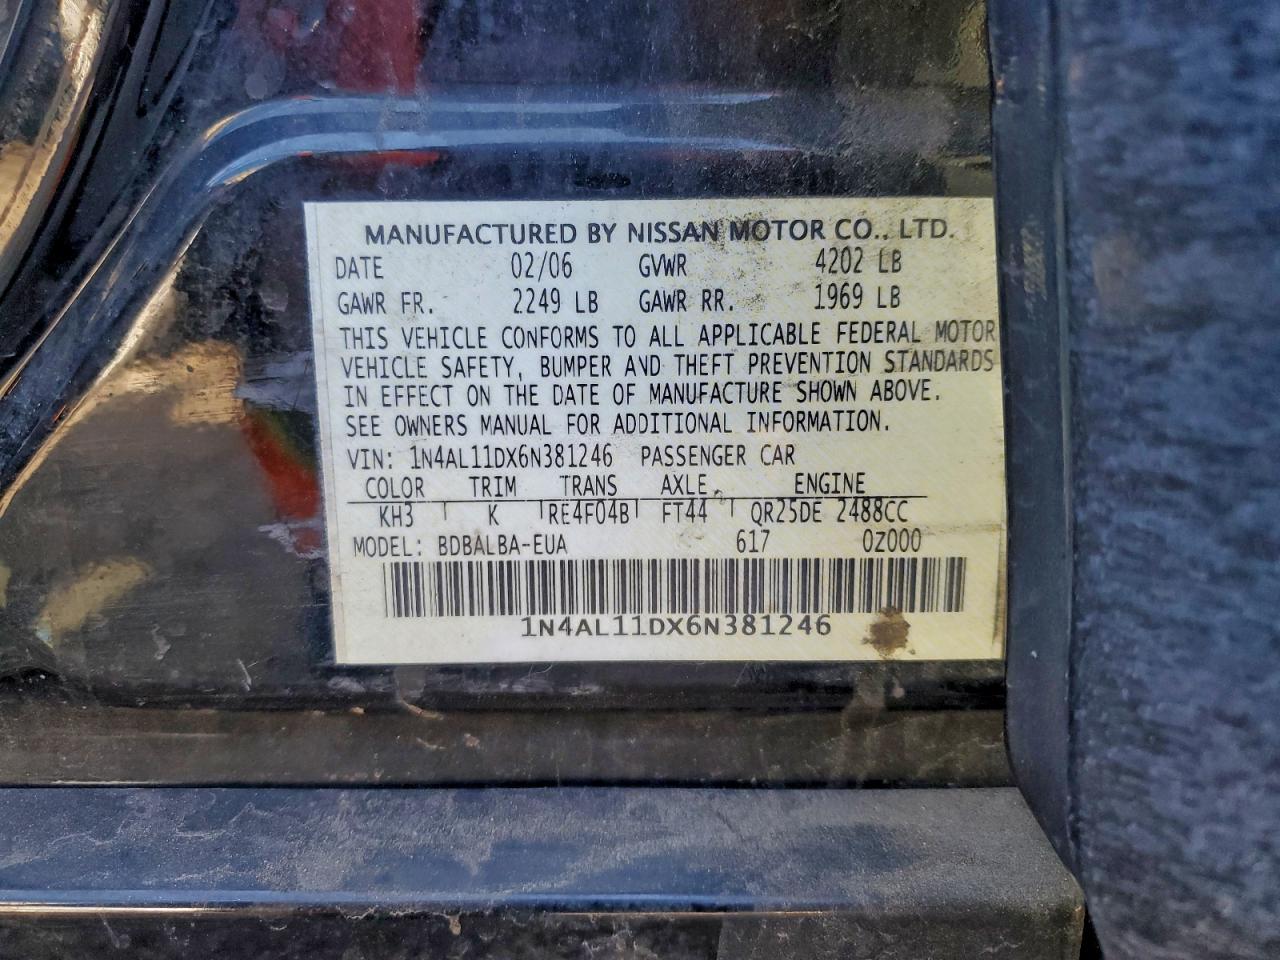 MANUFACTURED BY NISSAN MOTOR CO., LTD.
DATE 02/06 GVWR 4202 LB
GAWR FR. 2249 LB GAWR RR. 1969 LB
THIS VEHICLE CONFORMS TO ALL APPLICABLE FEDERAL MOTOR
VEHICLE SAFETY, BUMPER AND THEFT PREVENTION STANDARDS
IN EFFECT ON THE DATE OF MANUFACTURE SHOWN ABOVE.
SEE OWNERS MANUAL FOR ADDITIONAL INFORMATION.
VIN: 1N4AL11DX6N381246 PASSENGER CAR
COLOR TRIM TRANS AXLE ENGINE
KH3 K RE4F04B FT44 QR25DE 2488CC
MODEL: BDBALBA-EUA 617 0Z000
1N4AL11DX6N381246